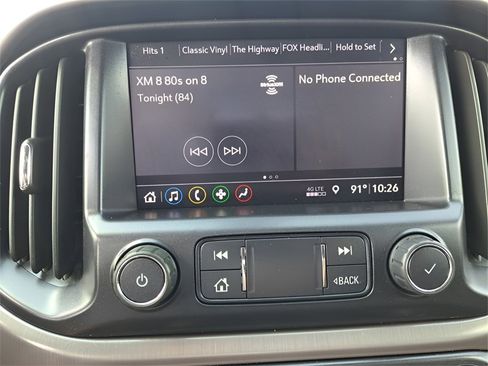 Hits 1 Classic Vinyl The Highway FOX Headli... Hold to Set
XM 8 80s on 8
Tonight (84)
SiriusXM
No Phone Connected
4G LTE 91° 10:26
BACK